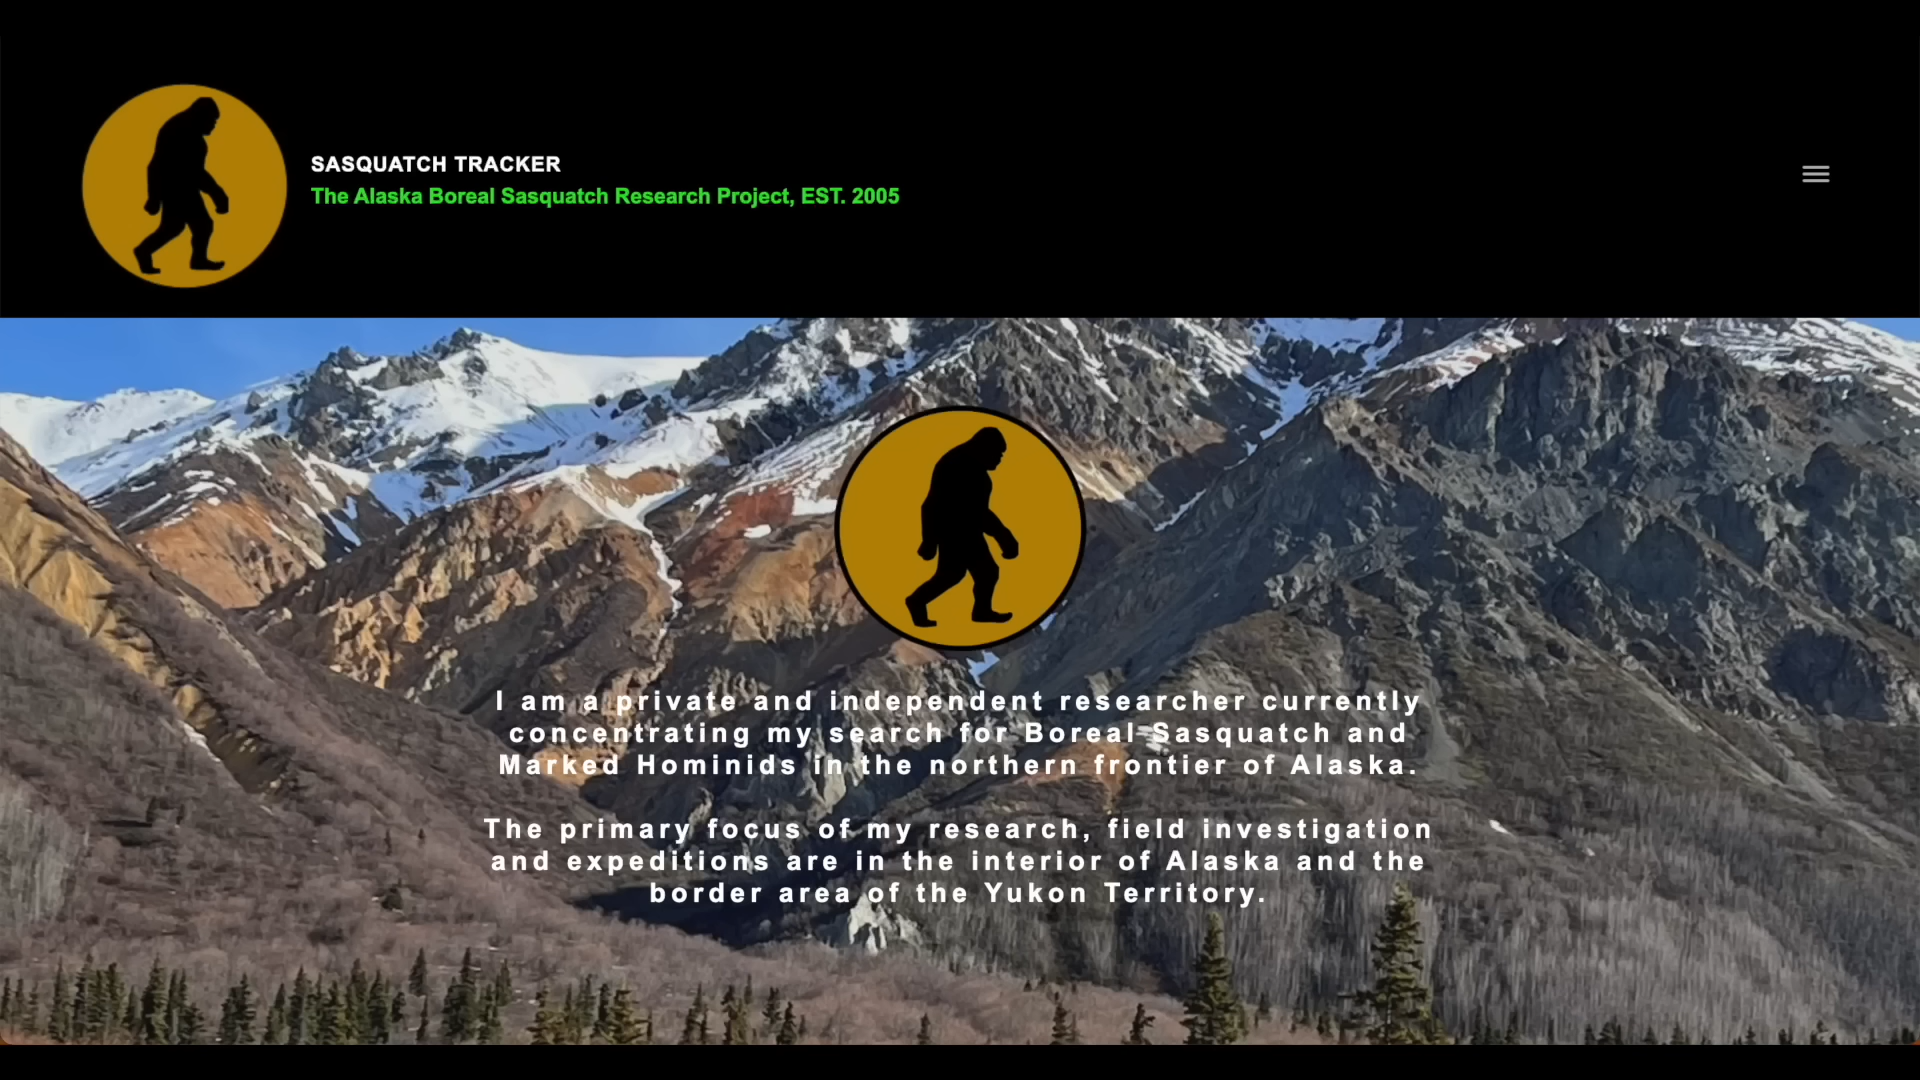 SASQUATCH TRACKER
The Alaska Boreal Sasquatch Research Project, EST. 2005
I am a private and independent researcher currently
concentrating my search for Boreal Sasquatch and
Marked Hominids in the northern frontier of Alaska.
The primary focus of my research, field investigation
and expeditions are in the interior of Alaska and the
border area of the Yukon Territory.